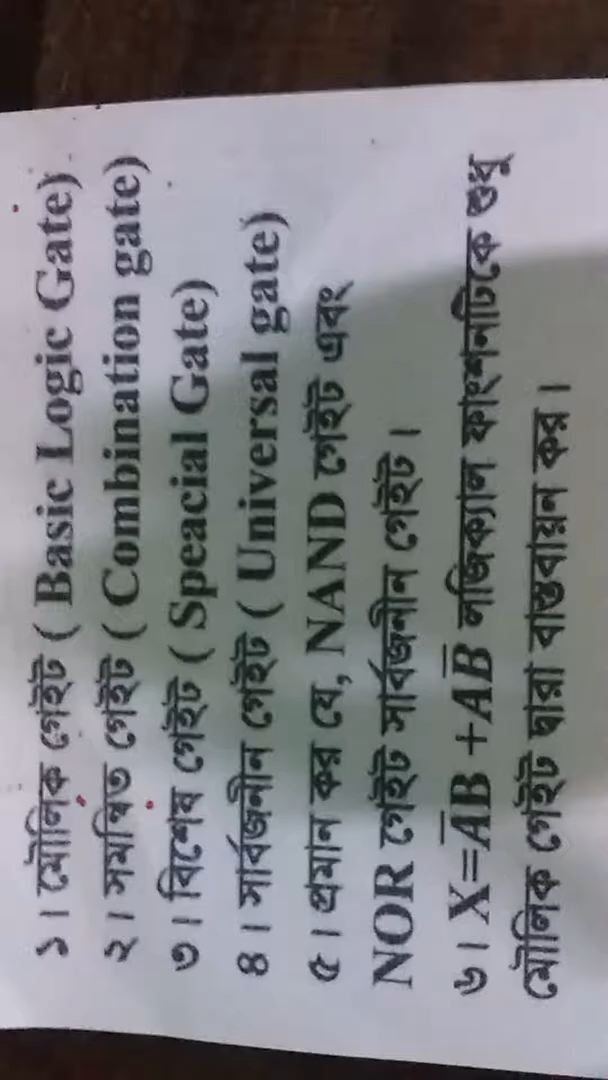 ১। মৌলিক গেইট ( Basic Logic Gate)
২। সমন্বিত গেইট ( Combination gate)
৩। বিশেষ গেইট ( Speacial Gate)
৪। সার্বজনীন গেইট ( Universal gate)
৫। প্রমান কর যে, NAND গেইট এবং
NOR গেইট সার্বজনীন গেইট।
৬। X=A̅B +AB̅ লজিক্যাল ফাংশনটিকে শুধু
মৌলিক গেইট দ্বারা বাস্তবায়ন কর।